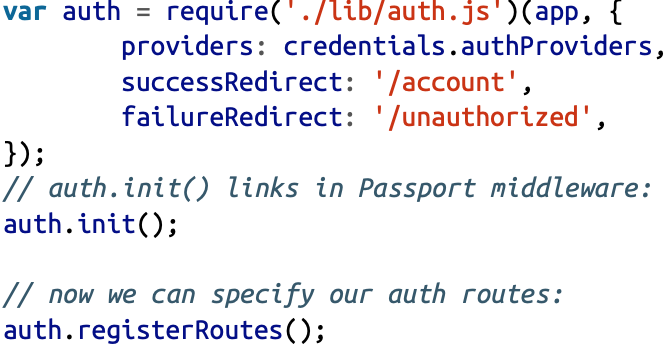 var auth = require('./lib/auth.js')(app, {
        providers: credentials.authProviders,
        successRedirect: '/account',
        failureRedirect: '/unauthorized',
});
// auth.init() links in Passport middleware:
auth.init();

// now we can specify our auth routes:
auth.registerRoutes();